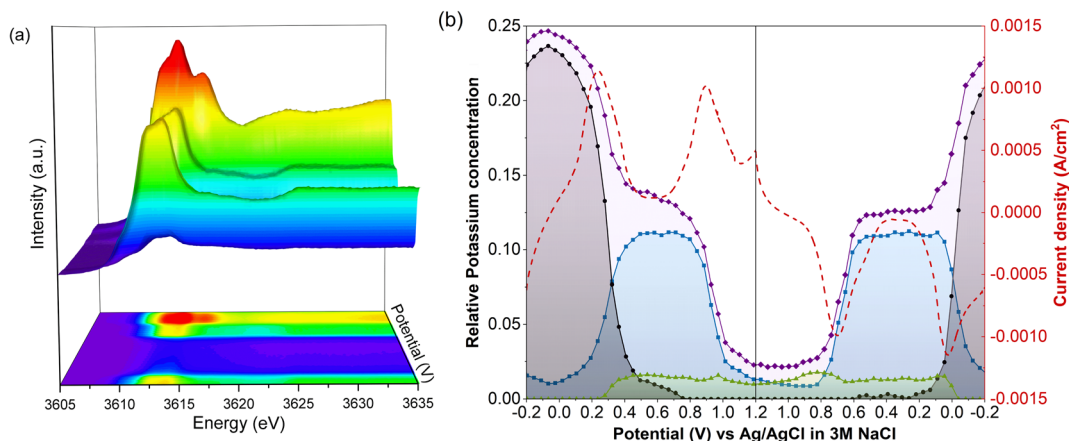 (a)
Intensity (a.u.)
Potential (V)
3605 3610 3615 3620 3625 3630 3635
Energy (eV)
(b)
Relative Potassium concentration
0.25
0.20
0.15
0.10
0.05
0.00
-0.2 0.0 0.2 0.4 0.6 0.8 1.2 1.0 0.8 0.6 0.4 0.2 0.0 -0.2
Potential (V) vs Ag/AgCl in 3M NaCl
0.0015
0.0010
0.0005
0.0000
-0.0005
-0.0010
-0.0015
Current density (A/cm²)